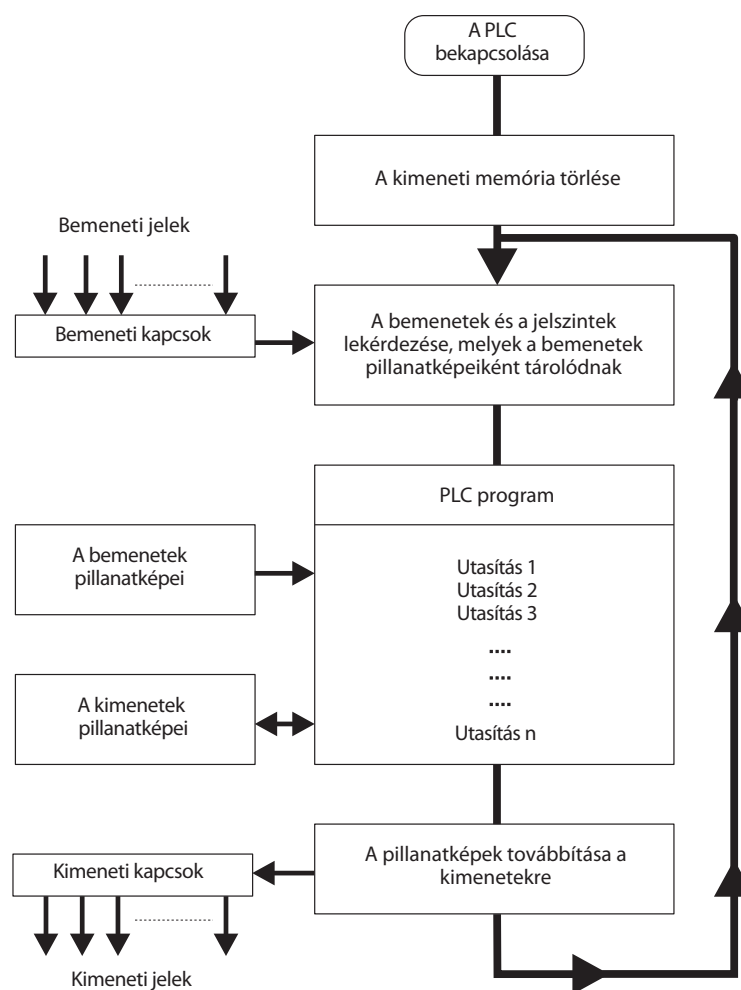 A PLC
bekapcsolása
A kimeneti memória törlése
Bemeneti jelek
Bemeneti kapcsok
A bemenetek és a jelszintek
lekérdezése, melyek a bemenetek
pillanatképeiként tárolódnak
PLC program
A bemenetek
pillanatképei
Utasítás 1
Utasítás 2
Utasítás 3
....
....
....
A kimenetek
pillanatképei
Utasítás n
Kimeneti kapcsok
A pillanatképek továbbítása a
kimenetekre
Kimeneti jelek